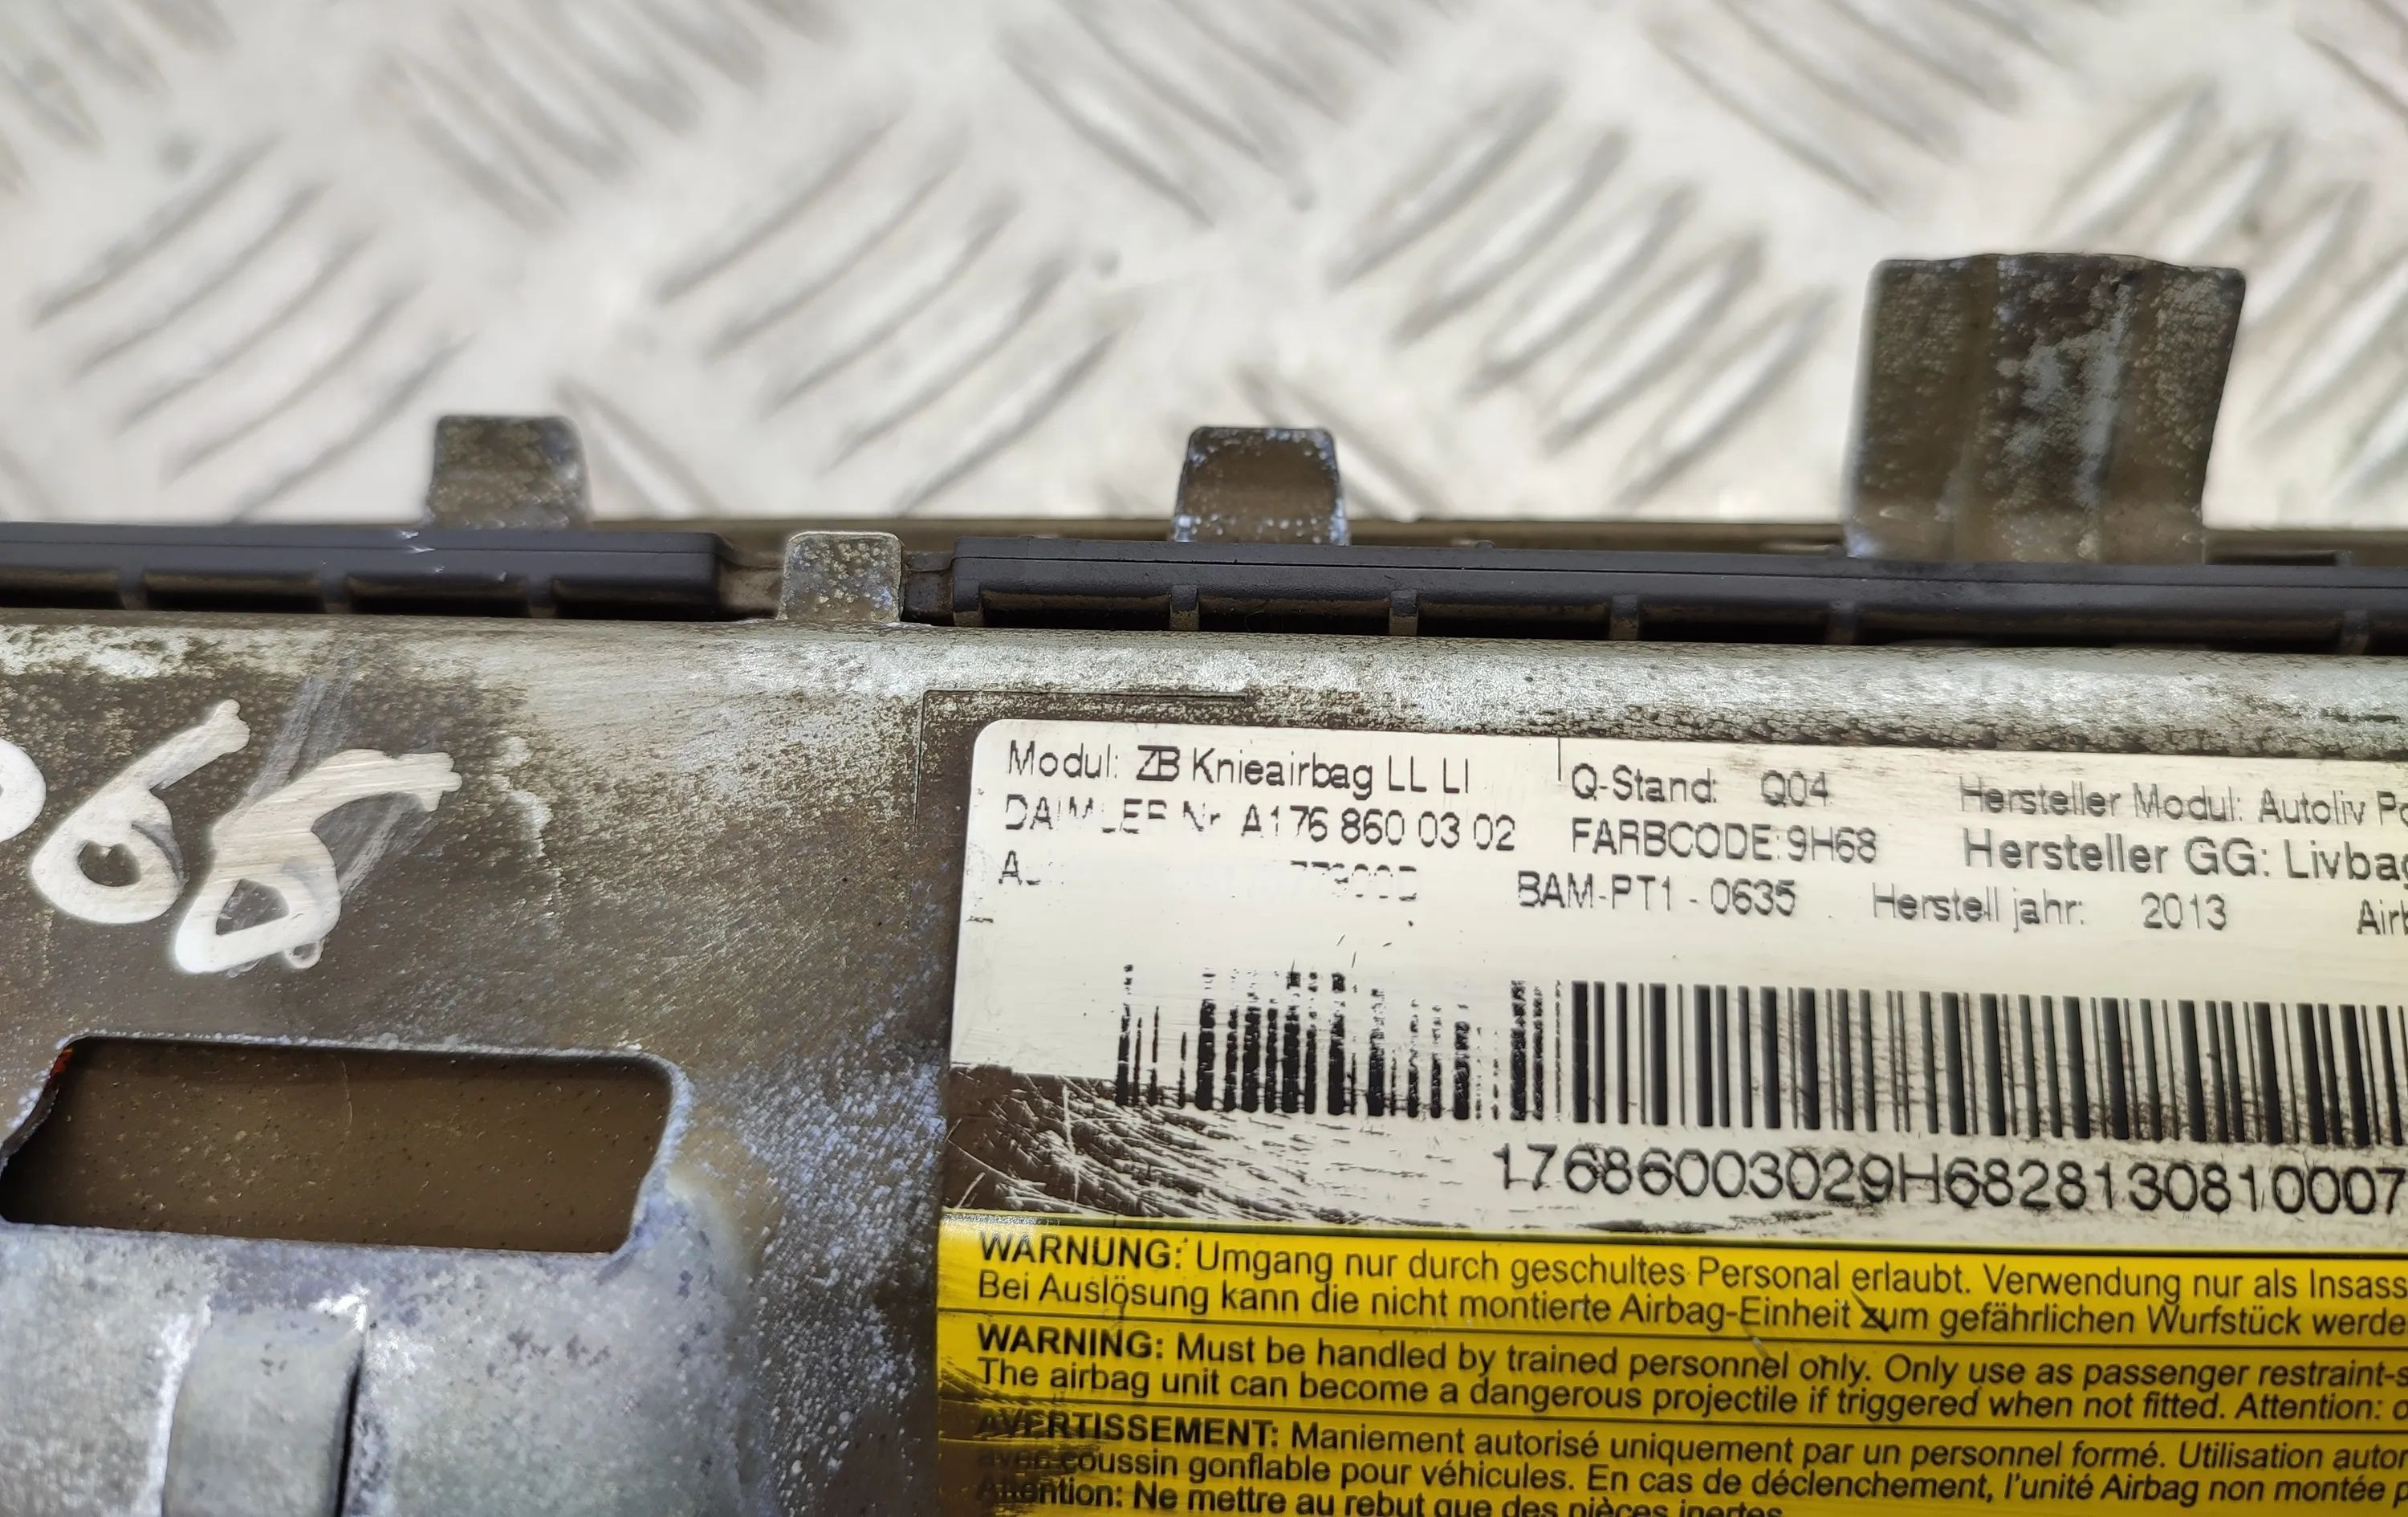 68
Modul: ZB Knieairbag LL LI
DAIMLER Nr A176 860 03 02
Q-Stand: Q04
FARBCODE: 9H68
BAM-PT1 - 0635
Hersteller Modul: Autoliv
Hersteller GG: Livbag
Herstell jahr: 2013
17686003029H6828130810007
WARNUNG: Umgang nur durch geschultes Personal erlaubt. Verwendung nur als
Bei Auslösung kann die nicht montierte Airbag-Einheit zum gefährlichen Wurfstück
WARNING: Must be handled by trained personnel only. Only use as passenger
The airbag unit can become a dangerous projectile if triggered when not fitted. Attention:
AVERTISSEMENT: Maniement autorisé uniquement par un personnel formé. Utilisation
avec coussin gonflable pour véhicules. En cas de déclenchement, l'unité Airbag non montée
Attention: Ne mettre au rebut que des pièces inertes.